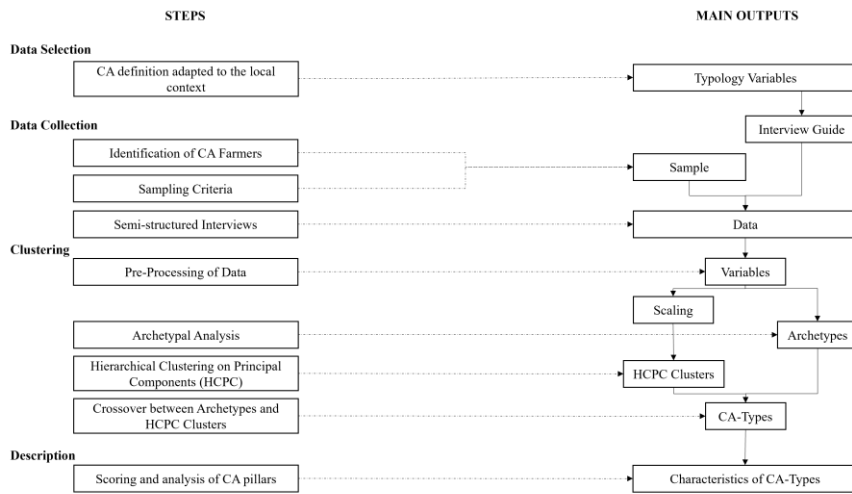 STEPS
MAIN OUTPUTS
Data Selection
CA definition adapted to the local
context
Typology Variables
Interview Guide
Data Collection
Identification of CA Farmers
Sample
Sampling Criteria
Semi-structured Interviews
Data
Clustering
Pre-Processing of Data
Variables
Scaling
Archetypal Analysis
Archetypes
Hierarchical Clustering on Principal
Components (HCPC)
HCPC Clusters
Crossover between Archetypes and
HCPC Clusters
CA-Types
Description
Scoring and analysis of CA pillars
Characteristics of CA-Types